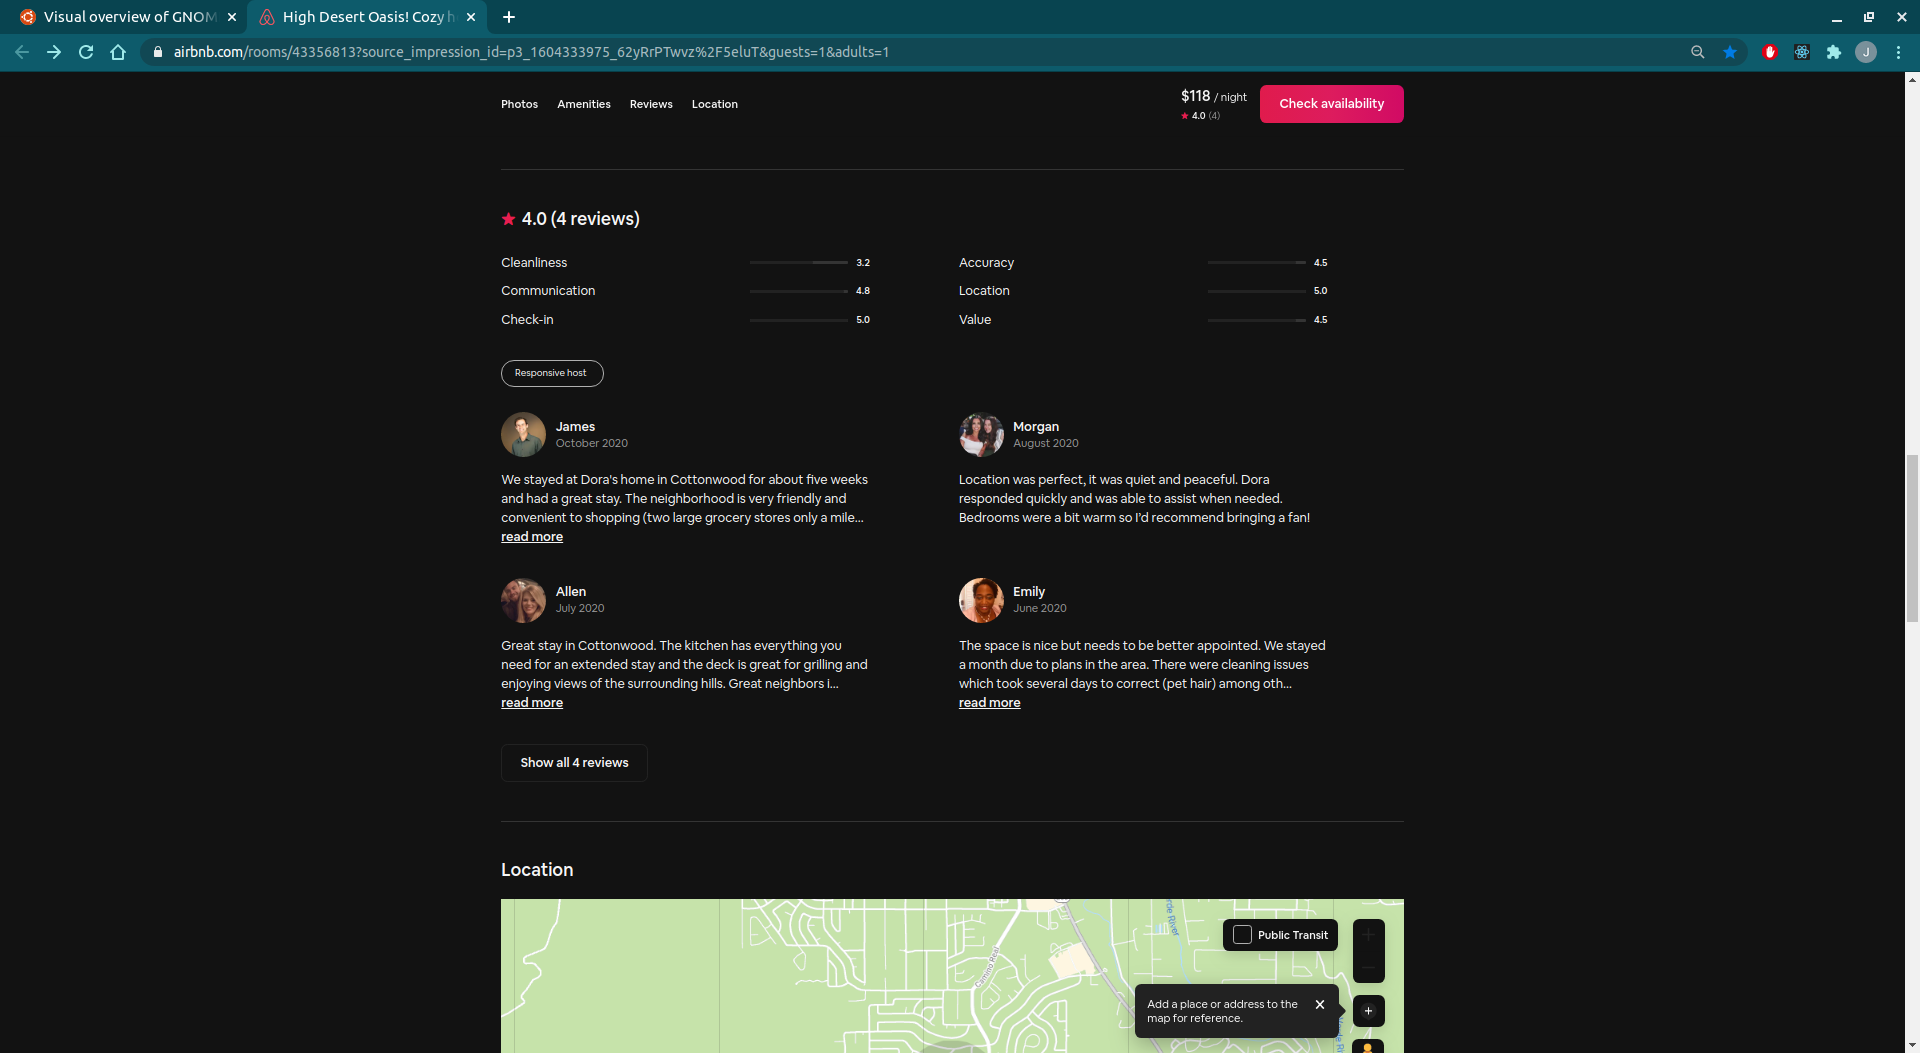 Visual overview of GNOM
High Desert Oasis! Cozy h
airbnb.com/rooms/43356813?source_impression_id=p3_1604333975_62yRrPTwvz%2F5eluT&guests=1&adults=1
J
Photos Amenities Reviews Location
$118 / night
4.0 (4)
Check availability
4.0 (4 reviews)
Cleanliness 3.2
Accuracy 4.5
Communication 4.8
Location 5.0
Check-in 5.0
Value 4.5
Responsive host
James
October 2020
We stayed at Dora's home in Cottonwood for about five weeks
and had a great stay. The neighborhood is very friendly and
convenient to shopping (two large grocery stores only a mile...
read more
Morgan
August 2020
Location was perfect, it was quiet and peaceful. Dora
responded quickly and was able to assist when needed.
Bedrooms were a bit warm so I'd recommend bringing a fan!
Allen
July 2020
Great stay in Cottonwood. The kitchen has everything you
need for an extended stay and the deck is great for grilling and
enjoying views of the surrounding hills. Great neighbors i...
read more
Emily
June 2020
The space is nice but needs to be better appointed. We stayed
a month due to plans in the area. There were cleaning issues
which took several days to correct (pet hair) among oth...
read more
Show all 4 reviews
Location
Camino Real
rde River
Public Transit
Add a place or address to the
map for reference.